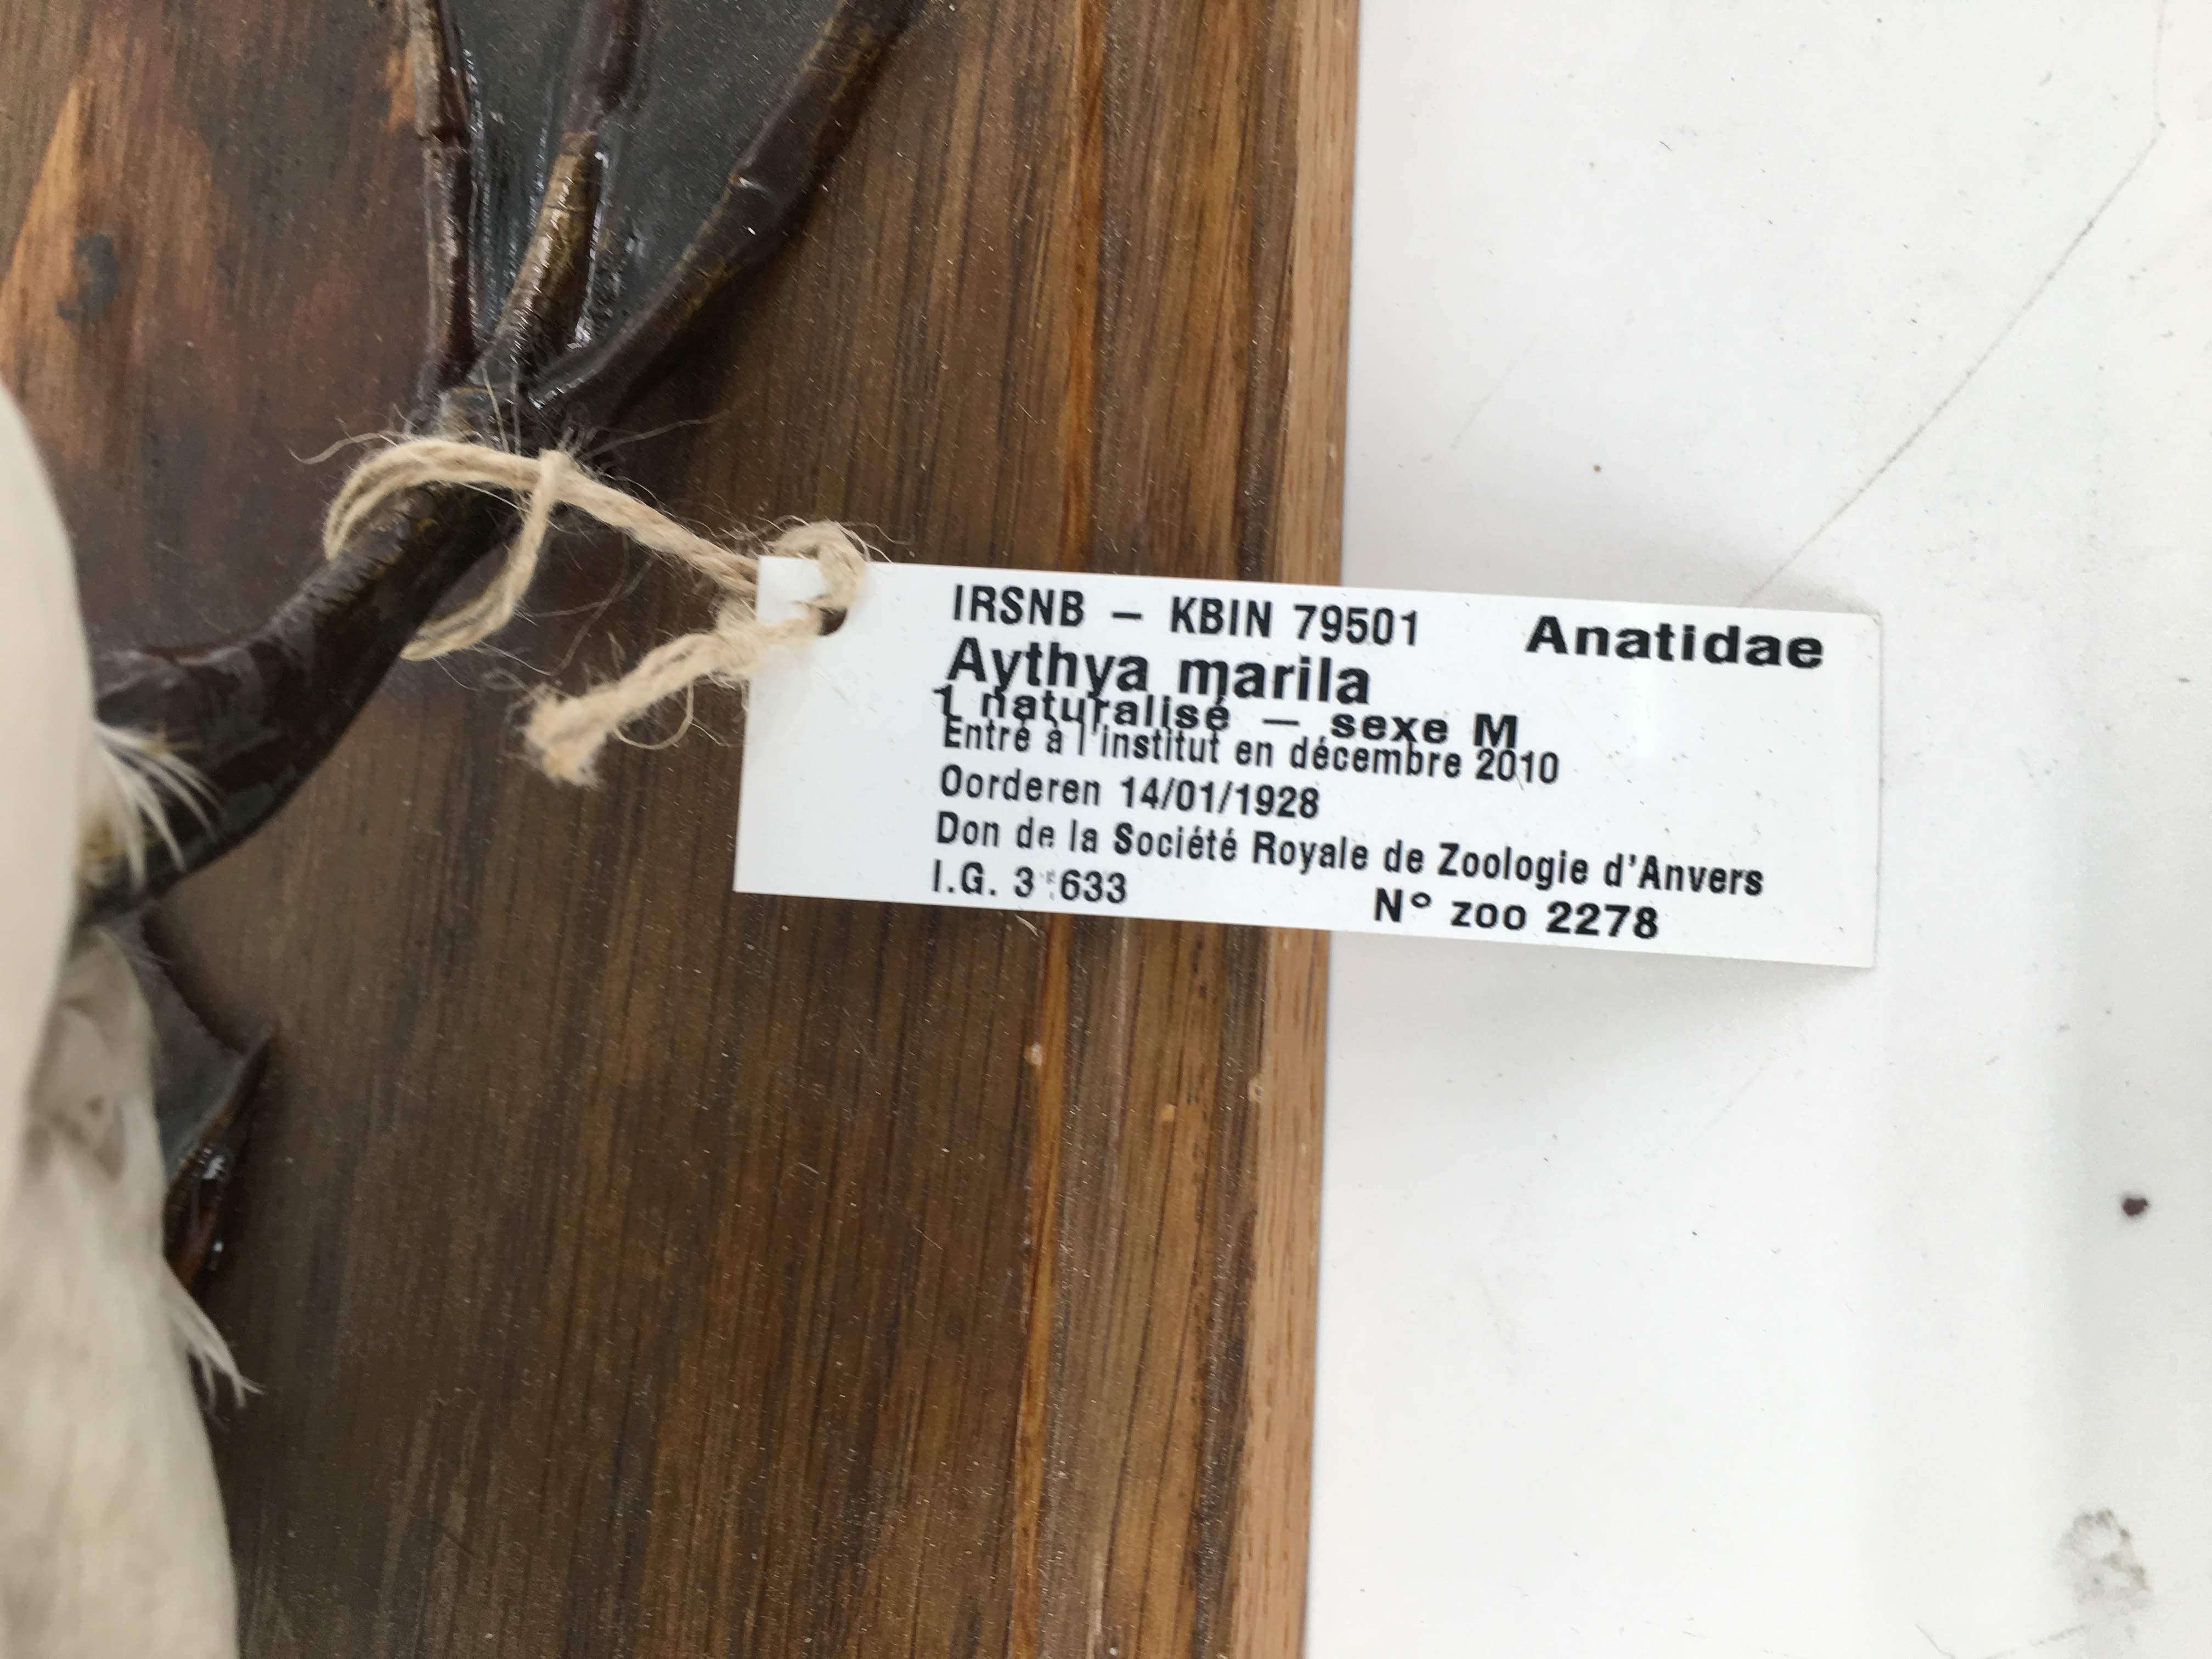 IRSNB – KBIN 79501 Anatidae
Aythya marila
1 naturalisé – sexe M
Entré à l'institut en décembre 2010
Oorderen 14/01/1928
Don de la Société Royale de Zoologie d'Anvers
I.G. N° zoo 2278